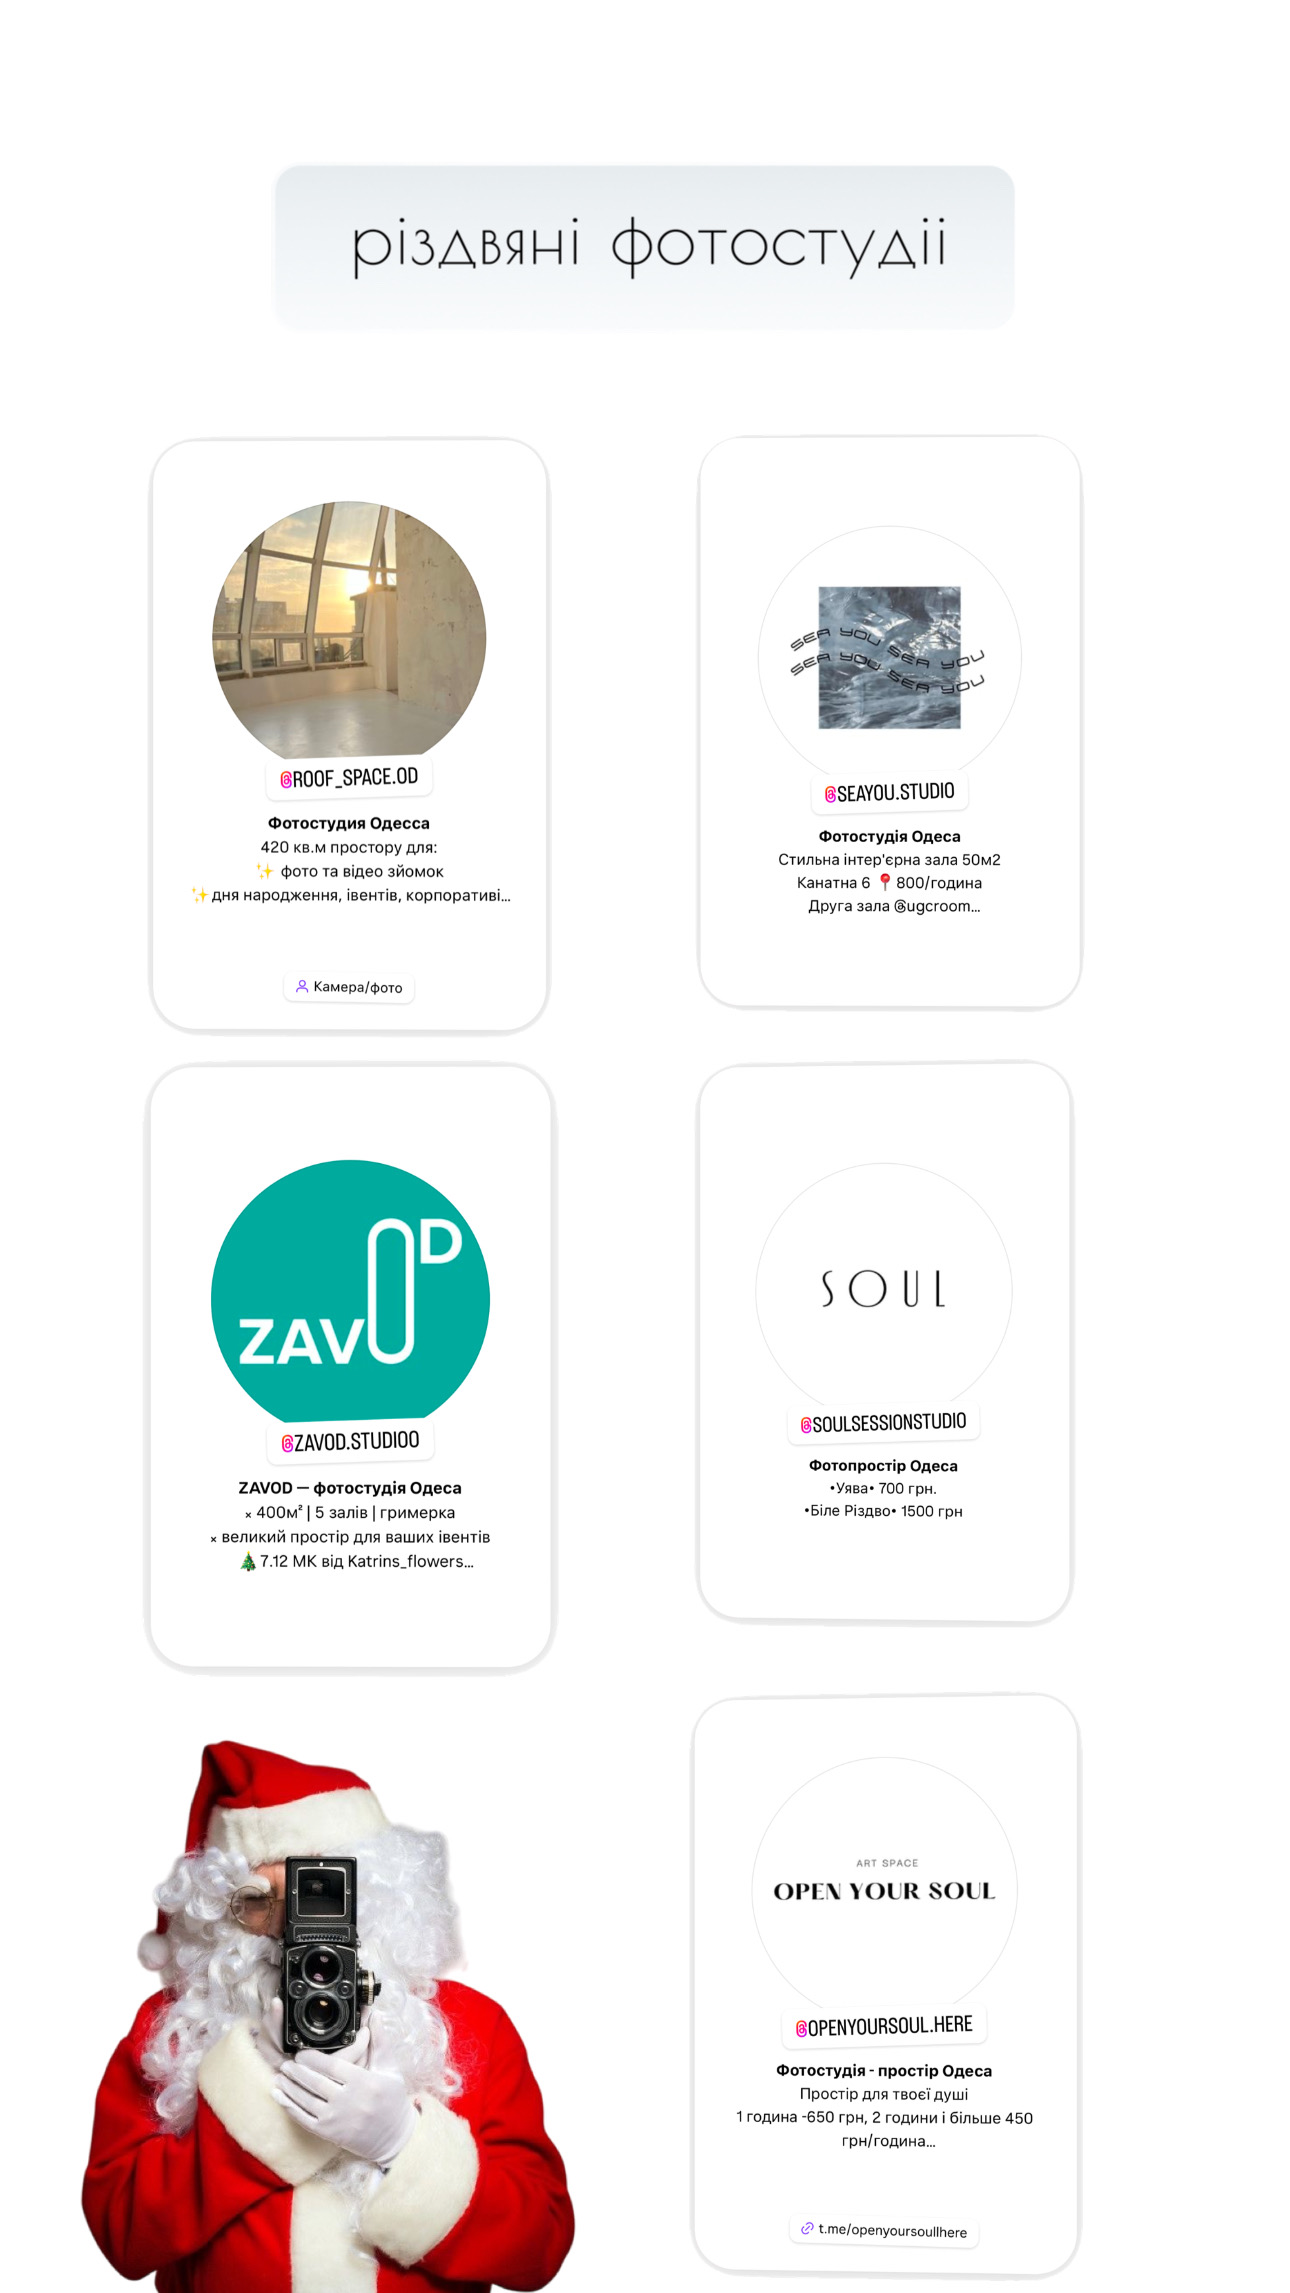 різдвяні фотостудіі
@ROOF_SPACE.OD
Фотостудия Одесса
420 кв.м простору для:
✨ фото та відео зйомок
✨дня народження, івентів, корпоративі...
Камера/фото
SEA YOU SEA YOU
SEA YOU SEA YOU
@SEAYOU.STUDIO
Фотостудія Одеса
Стильна інтер'єрна зала 50м2
Канатна 6 📍800/година
Друга зала @ugcroom...
ZAVOD
@ZAVOD.STUDIOO
ZAVOD — фотостудія Одеса
× 400м² | 5 залів | гримерка
× великий простір для ваших івентів
🎄7.12 МК від Katrins_flowers...
SOUL
@SOULSESSIONSTUDIO
Фотопростір Одеса
•Уява• 700 грн.
•Біле Різдво• 1500 грн
ART SPACE
OPEN YOUR SOUL
@OPENYOURSOUL.HERE
Фотостудія - простір Одеса
Простір для твоєї душі
1 година -650 грн, 2 години і більше 450
грн/година...
t.me/openyoursoullhere